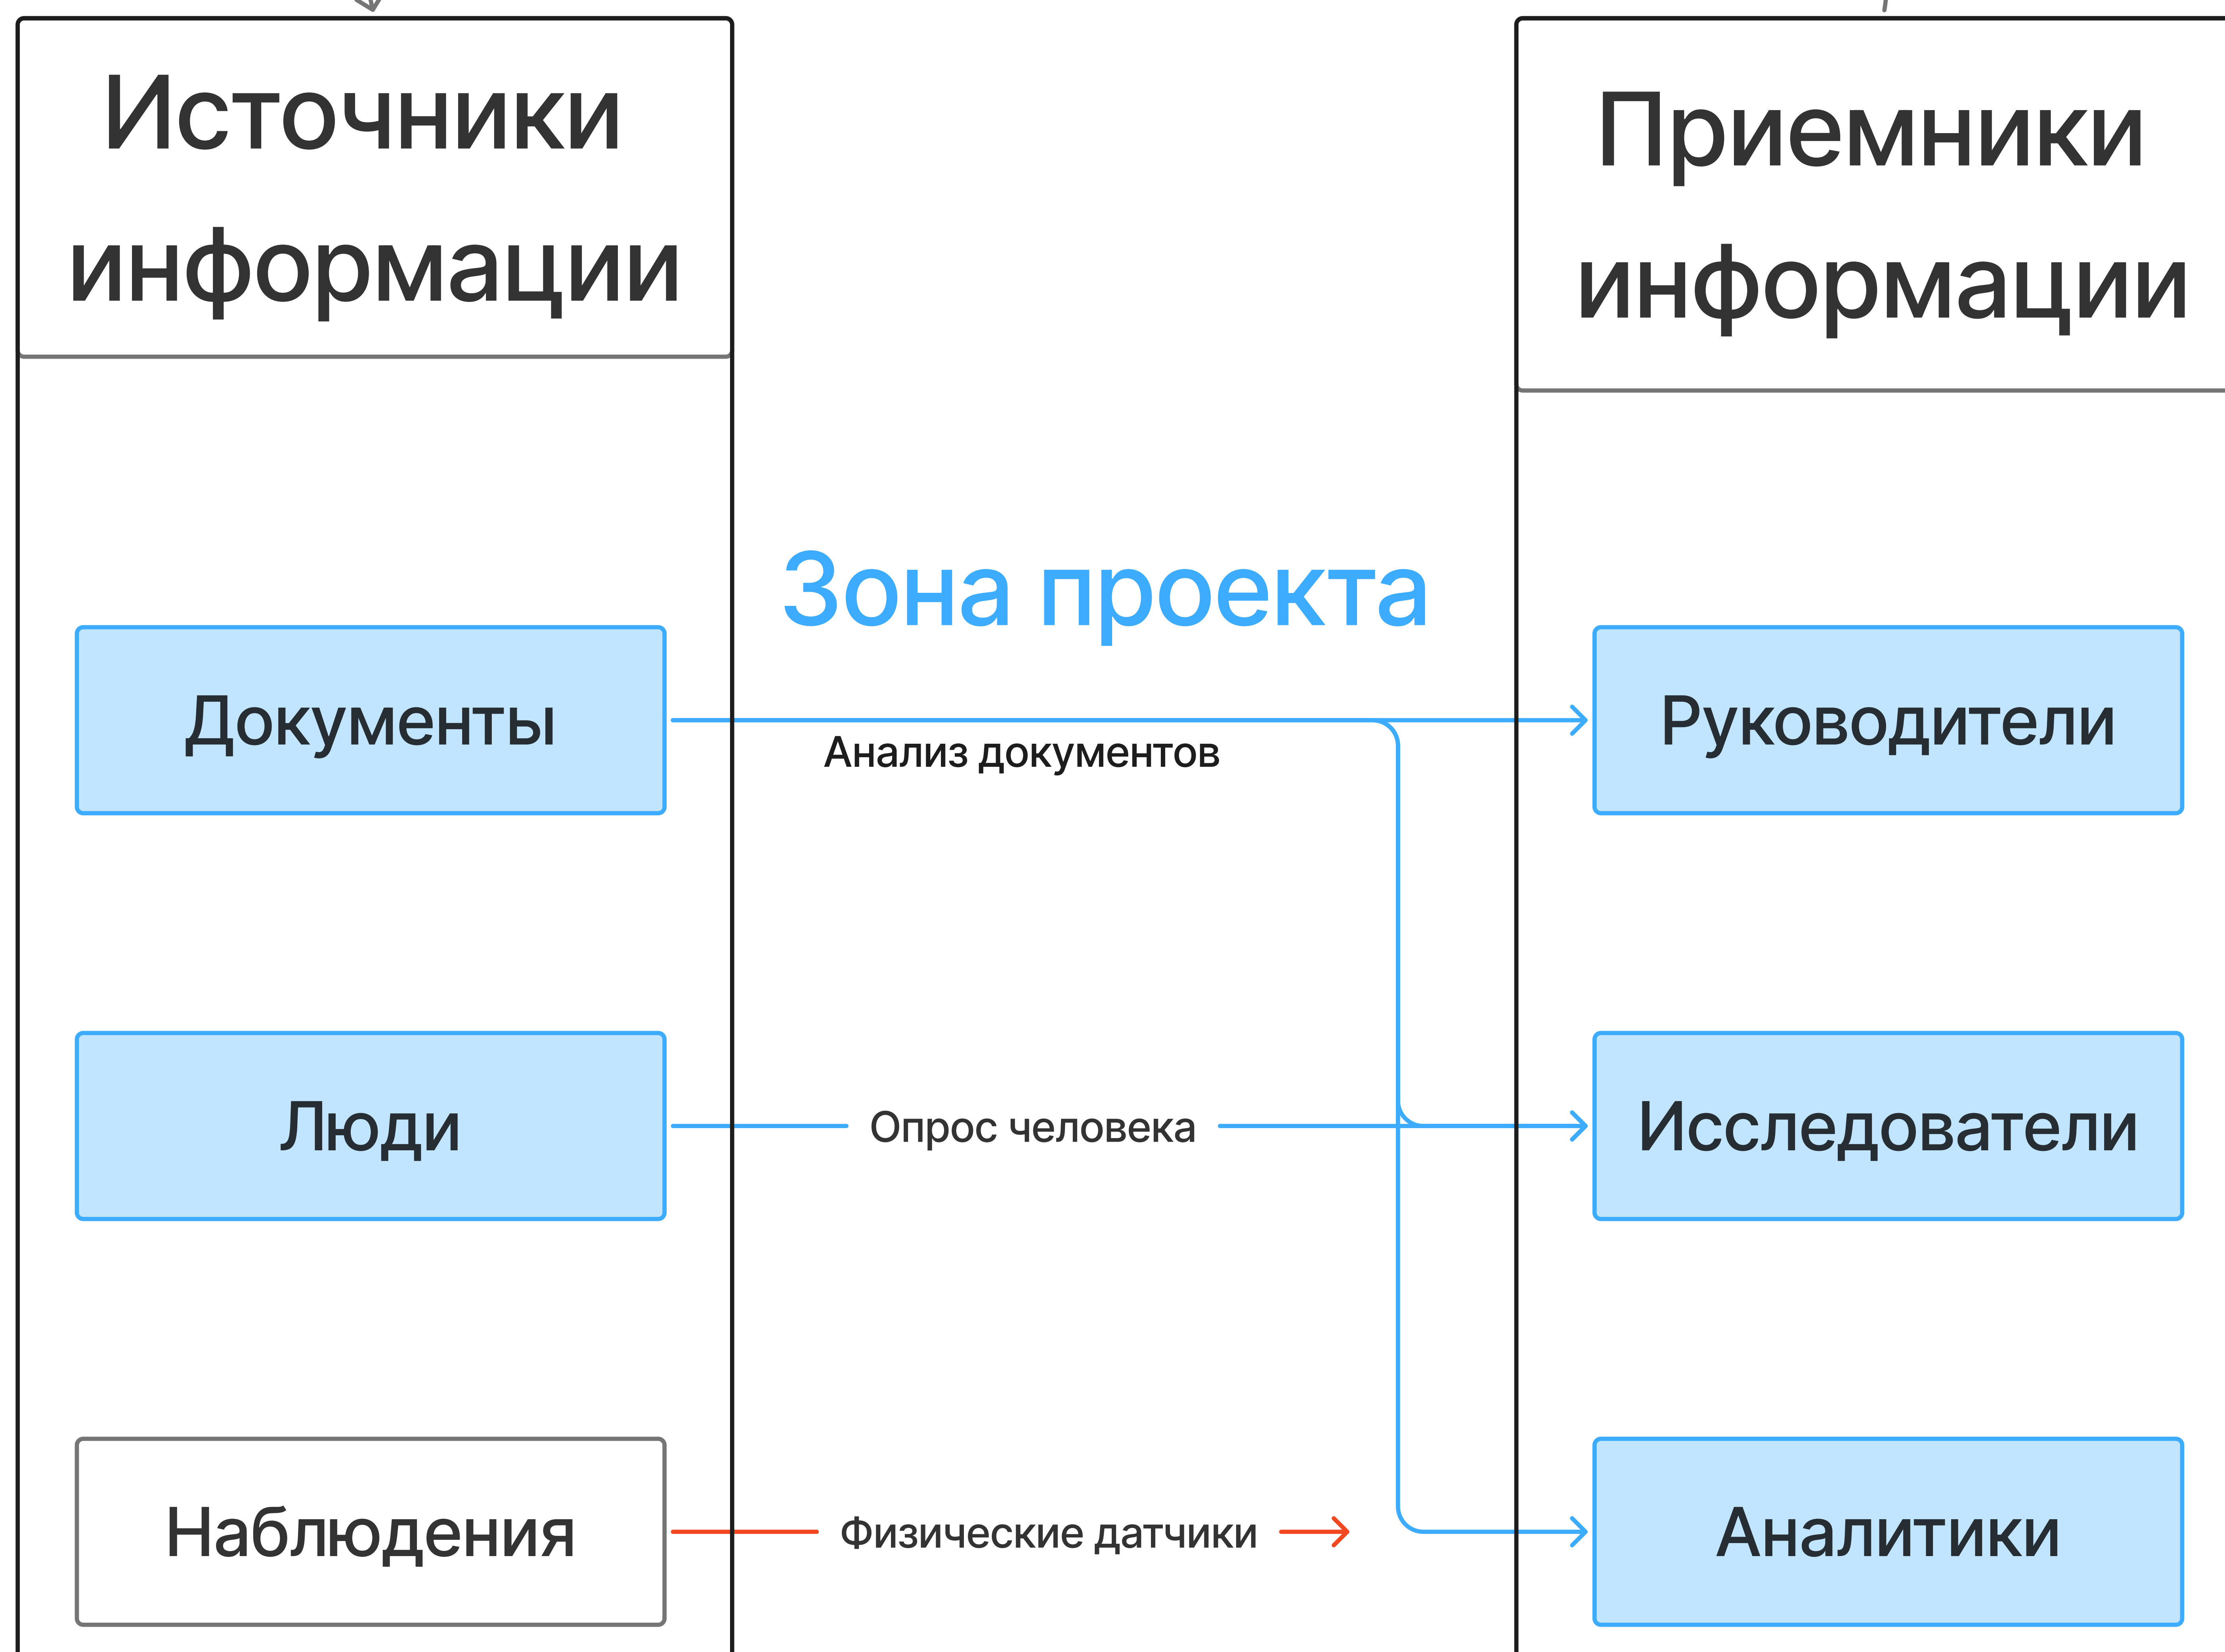 Источники
информации
Приемники
информации
Зона проекта
Документы
Анализ документов
Руководители
Люди
Опрос человека
Исследователи
Наблюдения
Физические датчики
Аналитики